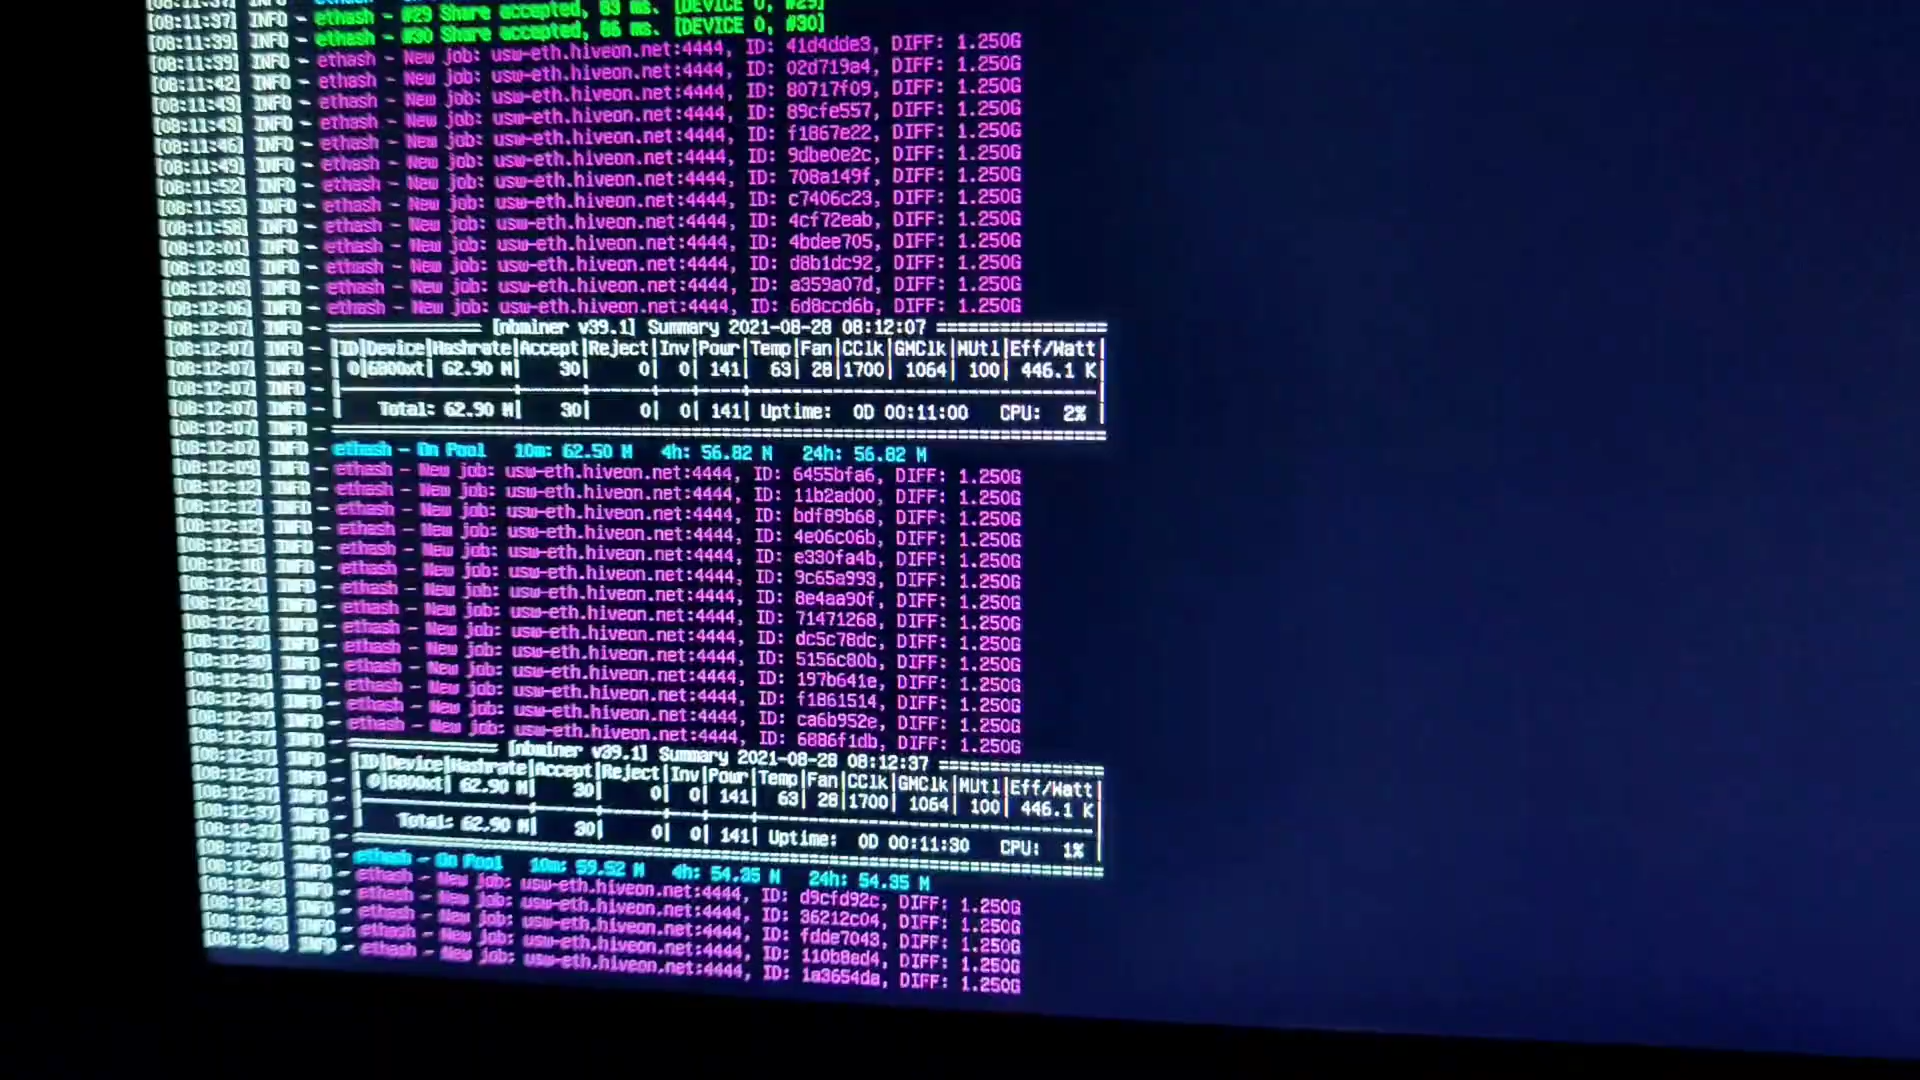 [08:11:37] INFO - ethash - #29 Share accepted, 83 ms. [DEVICE 0, #29]
[08:11:39] INFO - ethash - #30 Share accepted, 86 ms. [DEVICE 0, #30]
[08:11:39] INFO - ethash - New job: usw-eth.hiveon.net:4444, ID: 41d4dde3, DIFF: 1.250G
[08:11:42] INFO - ethash - New job: usw-eth.hiveon.net:4444, ID: 02d719a4, DIFF: 1.250G
[08:11:43] INFO - ethash - New job: usw-eth.hiveon.net:4444, ID: 80717f09, DIFF: 1.250G
[08:11:43] INFO - ethash - New job: usw-eth.hiveon.net:4444, ID: 89cfe557, DIFF: 1.250G
[08:11:46] INFO - ethash - New job: usw-eth.hiveon.net:4444, ID: f1867e22, DIFF: 1.250G
[08:11:49] INFO - ethash - New job: usw-eth.hiveon.net:4444, ID: 9dbe0e2c, DIFF: 1.250G
[08:11:52] INFO - ethash - New job: usw-eth.hiveon.net:4444, ID: 708a149f, DIFF: 1.250G
[08:11:55] INFO - ethash - New job: usw-eth.hiveon.net:4444, ID: c7406c23, DIFF: 1.250G
[08:11:58] INFO - ethash - New job: usw-eth.hiveon.net:4444, ID: 4cf72eab, DIFF: 1.250G
[08:12:01] INFO - ethash - New job: usw-eth.hiveon.net:4444, ID: 4bdee705, DIFF: 1.250G
[08:12:03] INFO - ethash - New job: usw-eth.hiveon.net:4444, ID: d8b1dc92, DIFF: 1.250G
[08:12:03] INFO - ethash - New job: usw-eth.hiveon.net:4444, ID: a359a07d, DIFF: 1.250G
[08:12:06] INFO - ethash - New job: usw-eth.hiveon.net:4444, ID: 6d8ccd6b, DIFF: 1.250G
[08:12:07] INFO - ================ [nbminer v39.1] Summary 2021-08-28 08:12:07 ================
[08:12:07] INFO - |ID|Device|Hashrate|Accept|Reject|Inv|Powr|Temp|Fan|CClk|GMClk|MUtl|Eff/Watt|
[08:12:07] INFO - | 0|6800xt| 62.90 M| 30| 0| 0| 141| 63| 28|1700| 1064| 100| 446.1 K|
[08:12:07] INFO -
[08:12:07] INFO - | Total: 62.90 M| 30| 0| 0| 141| Uptime: 0D 00:11:00 CPU: 2% |
[08:12:07] INFO -
[08:12:07] INFO - ethash - On Pool 10m: 62.50 M 4h: 56.82 M 24h: 56.82 M
[08:12:09] INFO - ethash - New job: usw-eth.hiveon.net:4444, ID: 6455bfa6, DIFF: 1.250G
[08:12:12] INFO - ethash - New job: usw-eth.hiveon.net:4444, ID: 11b2ad00, DIFF: 1.250G
[08:12:12] INFO - ethash - New job: usw-eth.hiveon.net:4444, ID: bdf89b68, DIFF: 1.250G
[08:12:12] INFO - ethash - New job: usw-eth.hiveon.net:4444, ID: 4e06c06b, DIFF: 1.250G
[08:12:15] INFO - ethash - New job: usw-eth.hiveon.net:4444, ID: e330fa4b, DIFF: 1.250G
[08:12:18] INFO - ethash - New job: usw-eth.hiveon.net:4444, ID: 9c65a993, DIFF: 1.250G
[08:12:21] INFO - ethash - New job: usw-eth.hiveon.net:4444, ID: 8e4aa90f, DIFF: 1.250G
[08:12:24] INFO - ethash - New job: usw-eth.hiveon.net:4444, ID: 71471268, DIFF: 1.250G
[08:12:27] INFO - ethash - New job: usw-eth.hiveon.net:4444, ID: dc5c78dc, DIFF: 1.250G
[08:12:30] INFO - ethash - New job: usw-eth.hiveon.net:4444, ID: 5156c80b, DIFF: 1.250G
[08:12:30] INFO - ethash - New job: usw-eth.hiveon.net:4444, ID: 197b641e, DIFF: 1.250G
[08:12:31] INFO - ethash - New job: usw-eth.hiveon.net:4444, ID: f1861514, DIFF: 1.250G
[08:12:34] INFO - ethash - New job: usw-eth.hiveon.net:4444, ID: ca6b952e, DIFF: 1.250G
[08:12:37] INFO - ethash - New job: usw-eth.hiveon.net:4444, ID: 6886f1db, DIFF: 1.250G
[08:12:37] INFO - ================ [nbminer v39.1] Summary 2021-08-28 08:12:37 ================
[08:12:37] INFO - |ID|Device|Hashrate|Accept|Reject|Inv|Powr|Temp|Fan|CClk|GMClk|MUtl|Eff/Watt|
[08:12:37] INFO - | 0|6800xt| 62.90 M| 30| 0| 0| 141| 63| 28|1700| 1064| 100| 446.1 K|
[08:12:37] INFO -
[08:12:37] INFO - | Total: 62.90 M| 30| 0| 0| 141| Uptime: 0D 00:11:30 CPU: 1% |
[08:12:37] INFO -
[08:12:37] INFO - ethash - On Pool 10m: 59.52 M 4h: 54.35 M 24h: 54.35 M
[08:12:40] INFO - ethash - New job: usw-eth.hiveon.net:4444, ID: d9cfd92c, DIFF: 1.250G
[08:12:43] INFO - ethash - New job: usw-eth.hiveon.net:4444, ID: 36212c04, DIFF: 1.250G
[08:12:45] INFO - ethash - New job: usw-eth.hiveon.net:4444, ID: fdde7043, DIFF: 1.250G
[08:12:45] INFO - ethash - New job: usw-eth.hiveon.net:4444, ID: 110b8ed4, DIFF: 1.250G
[08:12:48] INFO - ethash - New job: usw-eth.hiveon.net:4444, ID: 1a3654da, DIFF: 1.250G